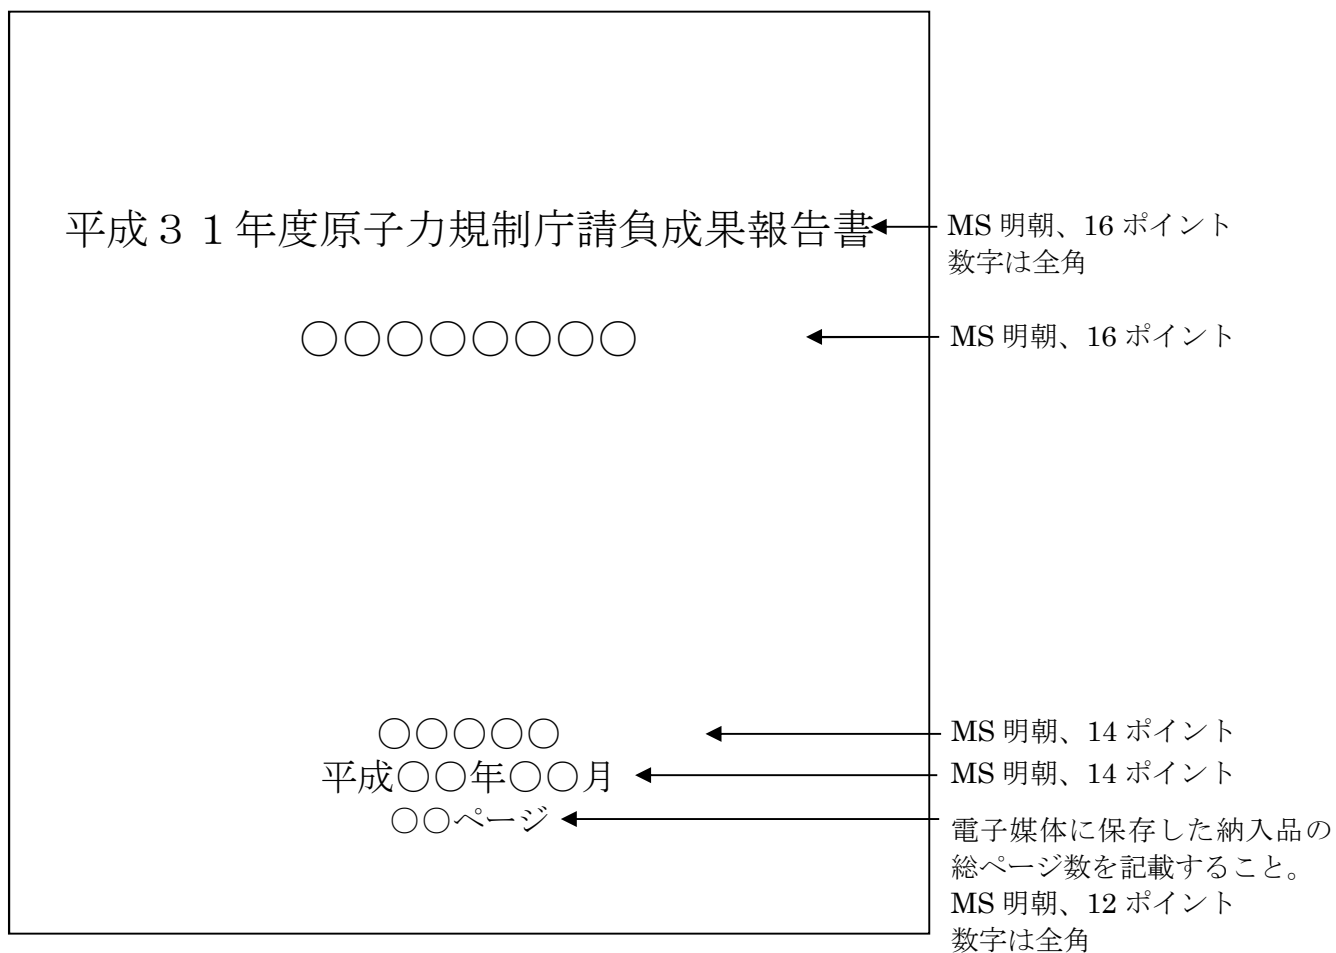 平成３１年度原子力規制庁請負成果報告書
MS 明朝、16 ポイント
数字は全角
○○○○○○○○
MS 明朝、16 ポイント
○○○○○
MS 明朝、14 ポイント
平成○○年○○月
MS 明朝、14 ポイント
○○ページ
電子媒体に保存した納入品の
総ページ数を記載すること。
MS 明朝、12 ポイント
数字は全角